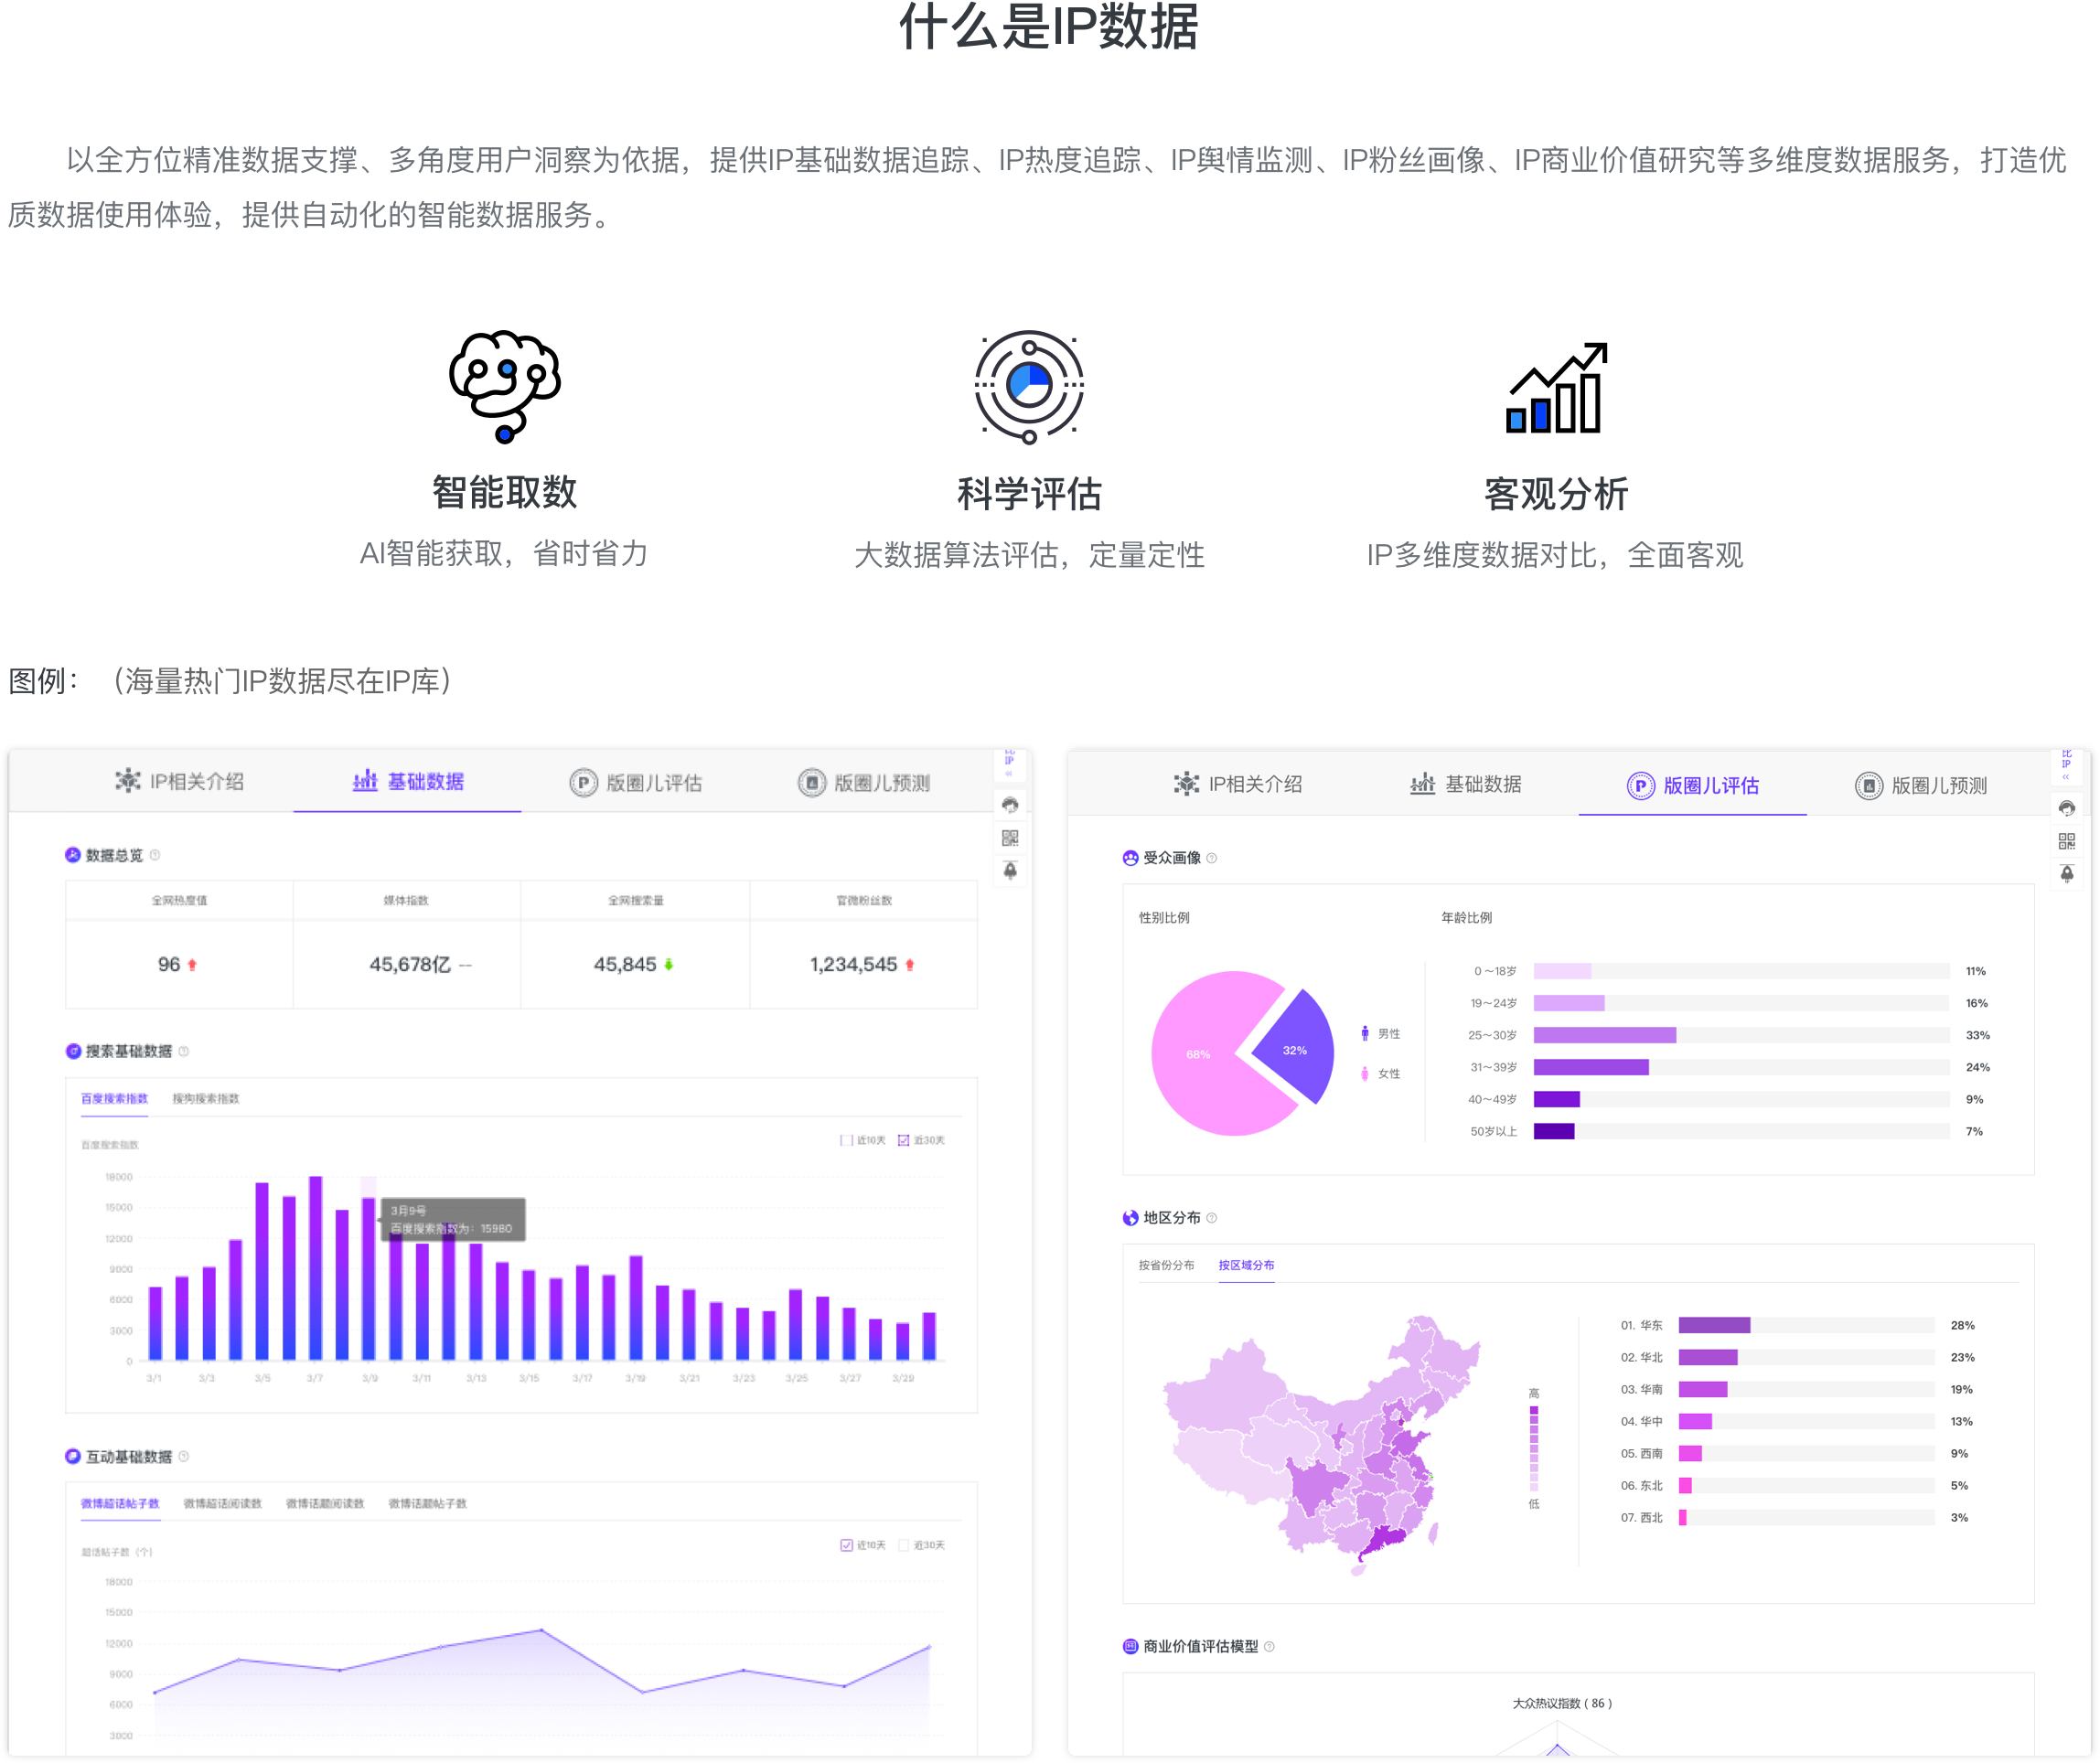 什么是IP数据
以全方位精准数据支撑、多角度用户洞察为依据，提供IP基础数据追踪、IP热度追踪、IP舆情监测、IP粉丝画像、IP商业价值研究等多维度数据服务，打造优
质数据使用体验，提供自动化的智能数据服务。
智能取数
AI智能获取，省时省力
科学评估
大数据算法评估，定量定性
客观分析
IP多维度数据对比，全面客观
图例： （海量热门IP数据尽在IP库）
IP相关介绍 基础数据 版圈儿评估 版圈儿预测
IP
数据总览
全网热度值 媒体指数 全网搜索量 官微粉丝数
96 45,678亿 -- 45,845 1,234,545
搜索基础数据
百度搜索指数 搜狗搜索指数
百度搜索指数
近10天 近30天
18000
15000
12000
9000
6000
3000
0
3月9号
百度搜索指数为：15980
3/1 3/3 3/5 3/7 3/9 3/11 3/13 3/15 3/17 3/19 3/21 3/23 3/25 3/27 3/29
互动基础数据
微博超话帖子数 微博超话阅读数 微博话题阅读数 微博话题帖子数
超话帖子数（个）
近10天 近30天
18000
15000
12000
9000
6000
3000
IP相关介绍 基础数据 版圈儿评估 版圈儿预测
比
IP
受众画像
性别比例
68%
32%
男性
女性
年龄比例
0～18岁 11%
19～24岁 16%
25～30岁 33%
31～39岁 24%
40～49岁 9%
50岁以上 7%
地区分布
按省份分布 按区域分布
高
低
01. 华东 28%
02. 华北 23%
03. 华南 19%
04. 华中 13%
05. 西南 9%
06. 东北 5%
07. 西北 3%
商业价值评估模型
大众热议指数 ( 86 )